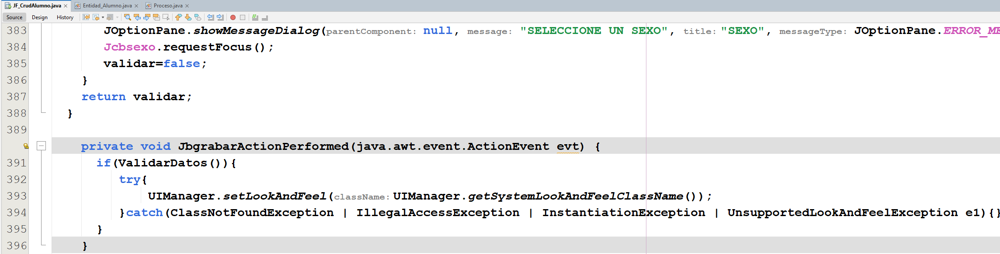 JF_CrudAlumno.java Entidad_Alumno.java Proceso.java
Source Design History
383 JOptionPane.showMessageDialog(parentComponent: null, message: "SELECCIONE UN SEXO", title: "SEXO", messageType: JOptionPane.ERROR_ME
384 Jcbsexo.requestFocus();
385 validar=false;
386 }
387 return validar;
388 }
389
private void JbgrabarActionPerformed(java.awt.event.ActionEvent evt) {
391 if(ValidarDatos()){
392 try{
393 UIManager.setLookAndFeel(className: UIManager.getSystemLookAndFeelClassName());
394 }catch(ClassNotFoundException | IllegalAccessException | InstantiationException | UnsupportedLookAndFeelException e1){}
395 }
396 }